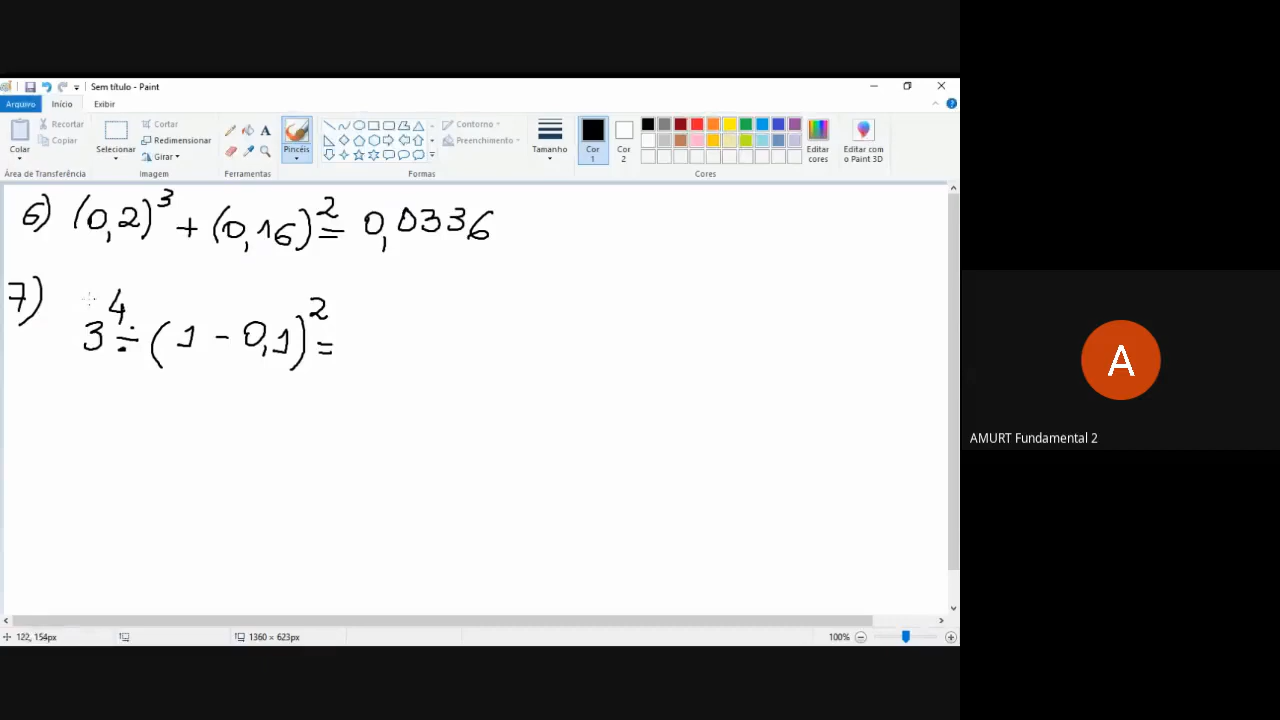 Sem título - Paint
Arquivo Início Exibir
Colar Recortar Copiar Selecionar Cortar Redimensionar Girar Pincéis Contorno Preenchimento Tamanho Cor 1 Cor 2 Editar cores Editar com o Paint 3D
Área de Transferência Imagem Ferramentas Formas Cores
6) (0,2)³ + (0,16)² = 0,0336
7) 3⁴ ÷ (1 - 0,1)² =
A
AMURT Fundamental 2
122, 154px 1360 × 623px 100%